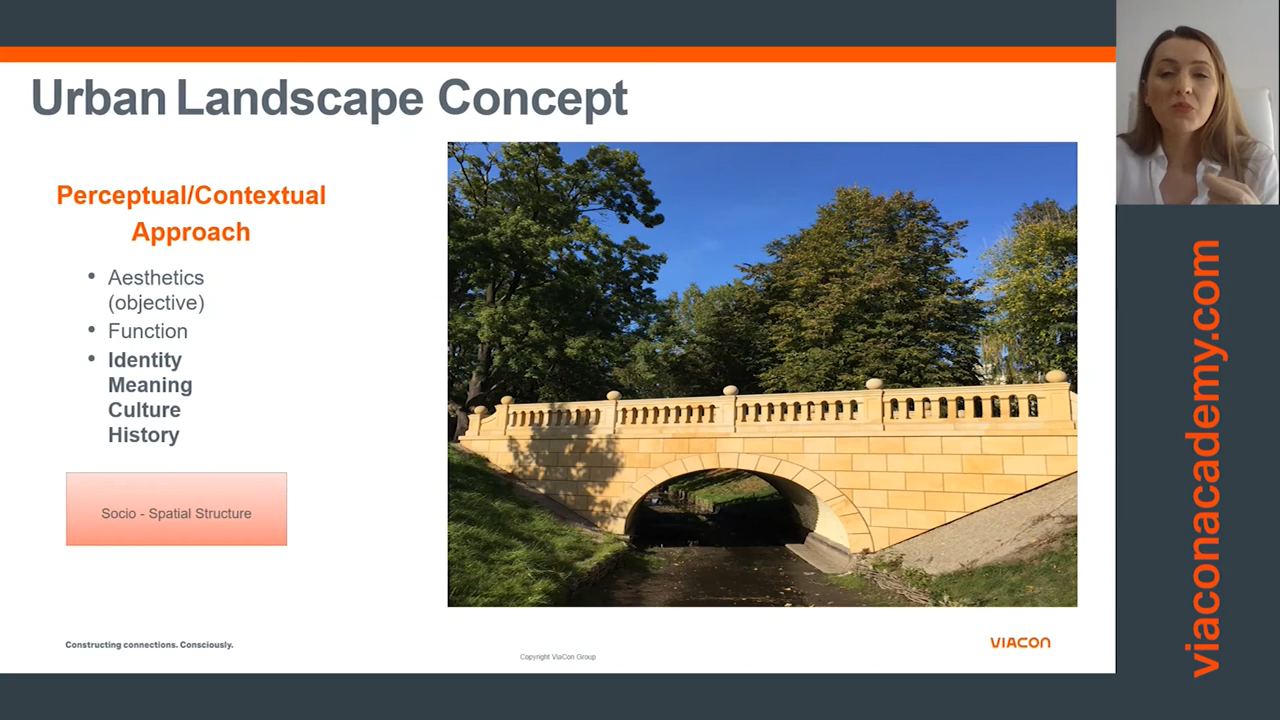 Urban Landscape Concept
Perceptual/Contextual
Approach
• Aesthetics
(objective)
• Function
• Identity
Meaning
Culture
History
Socio - Spatial Structure
Constructing connections. Consciously.
Copyright ViaCon Group
VIACON
viaconacademy.com